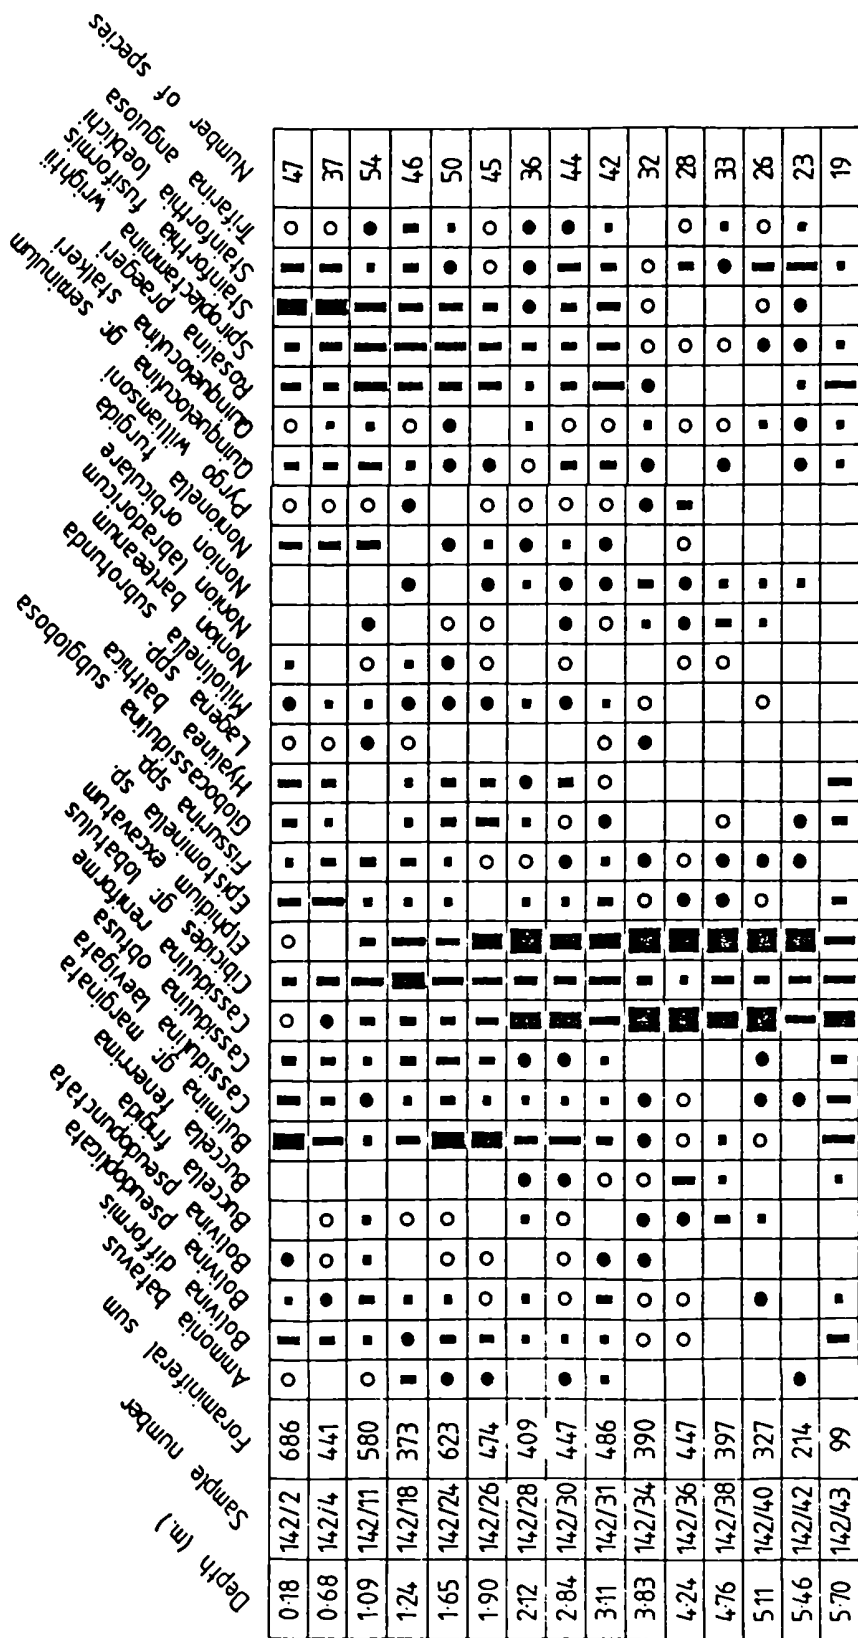 Depth (m.)
Sample number
Foraminiferal sum
Ammonia batavus
Bolivina difformis
Bolivina pseudoplicata
Bolivina pseudopunctata
Buccella frigida
Buccella tenerrima
Bulimina gr. marginata
Cassidulina laevigata
Cassidulina obtusa
Cassidulina reniforme
Cibicides lobatulus
Elphidium gr. excavatum
Epistominella sp.
Fissurina spp.
Globocassidulina subglobosa
Hyalinea balthica
Lagena spp.
Miliolinella subrotunda
Nonion barleeanum
Nonion labradoricum
Nonion orbiculare
Nonionella turgida
Pyrgo williamsoni
Quinqueloculina gr. seminulum
Quinqueloculina stalkeri
Rosalina praegeri
Spiroplectammina wrightii
Stainforthia fusiformis
Stainforthia loeblichi
Trifarina angulosa
Number of species
0·18 142/2 686 47
0·68 142/4 441 37
1·09 142/11 580 54
1·24 142/18 373 46
1·65 142/24 623 50
1·90 142/26 474 45
2·12 142/28 409 36
2·84 142/30 447 44
3·11 142/31 486 42
3·83 142/34 390 32
4·24 142/36 447 28
4·76 142/38 397 33
5·11 142/40 327 26
5·46 142/42 214 23
5·70 142/43 99 19